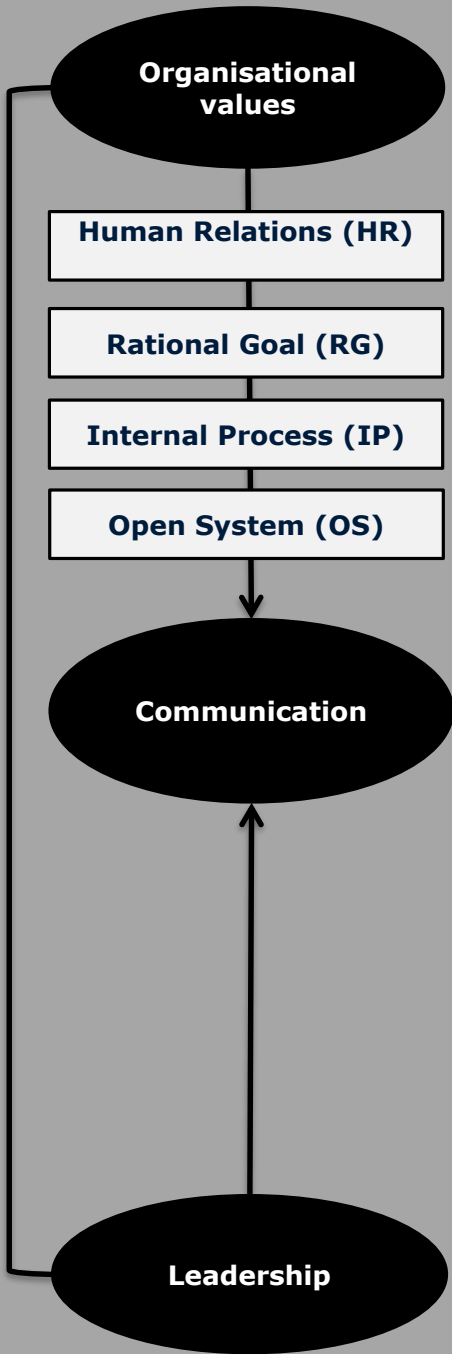 Organisational
values
Human Relations (HR)
Rational Goal (RG)
Internal Process (IP)
Open System (OS)
Communication
Leadership